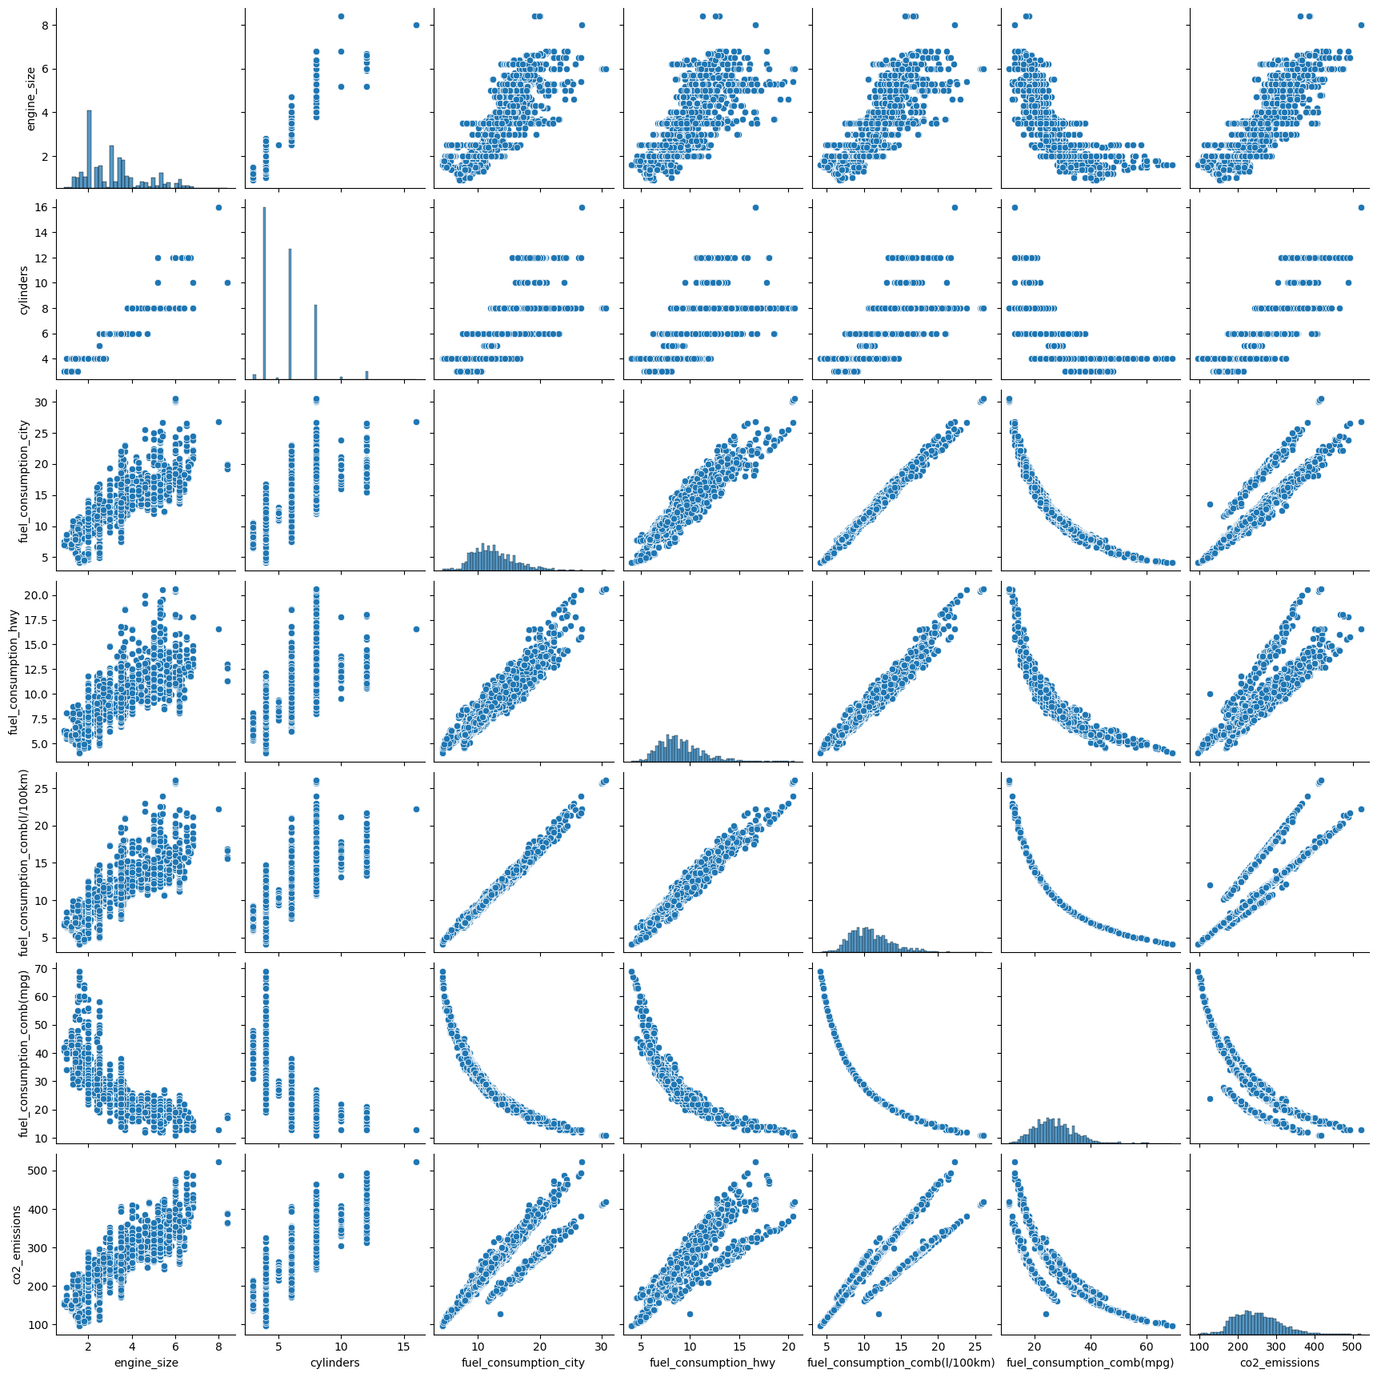 engine_size
8
6
4
2
cylinders
16
14
12
10
8
6
4
fuel_consumption_city
30
25
20
15
10
5
fuel_consumption_hwy
20.0
17.5
15.0
12.5
10.0
7.5
5.0
fuel_consumption_comb(l/100km)
25
20
15
10
5
fuel_consumption_comb(mpg)
70
60
50
40
30
20
10
co2_emissions
500
400
300
200
100
2 4 6 8
5 10 15
10 20 30
5 10 15 20
5 10 15 20 25
20 40 60
100 200 300 400 500
engine_size
cylinders
fuel_consumption_city
fuel_consumption_hwy
fuel_consumption_comb(l/100km)
fuel_consumption_comb(mpg)
co2_emissions